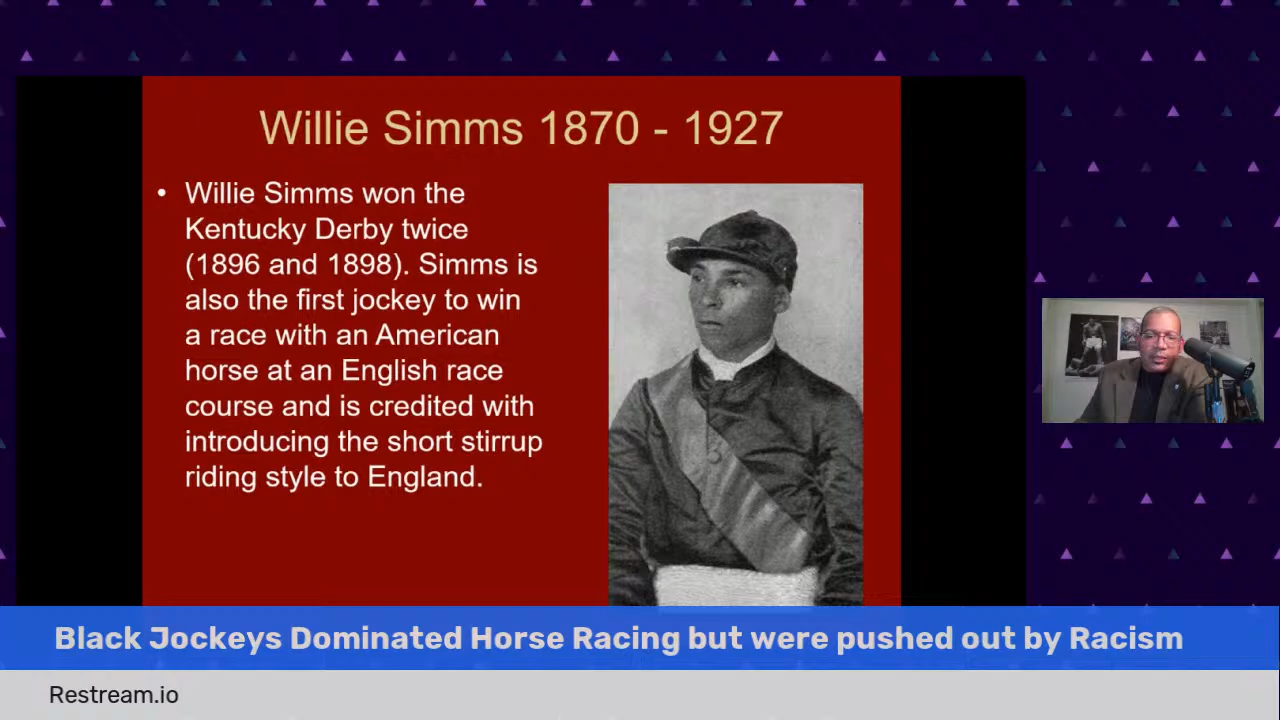 Willie Simms 1870 - 1927
• Willie Simms won the
Kentucky Derby twice
(1896 and 1898). Simms is
also the first jockey to win
a race with an American
horse at an English race
course and is credited with
introducing the short stirrup
riding style to England.
Black Jockeys Dominated Horse Racing but were pushed out by Racism
Restream.io